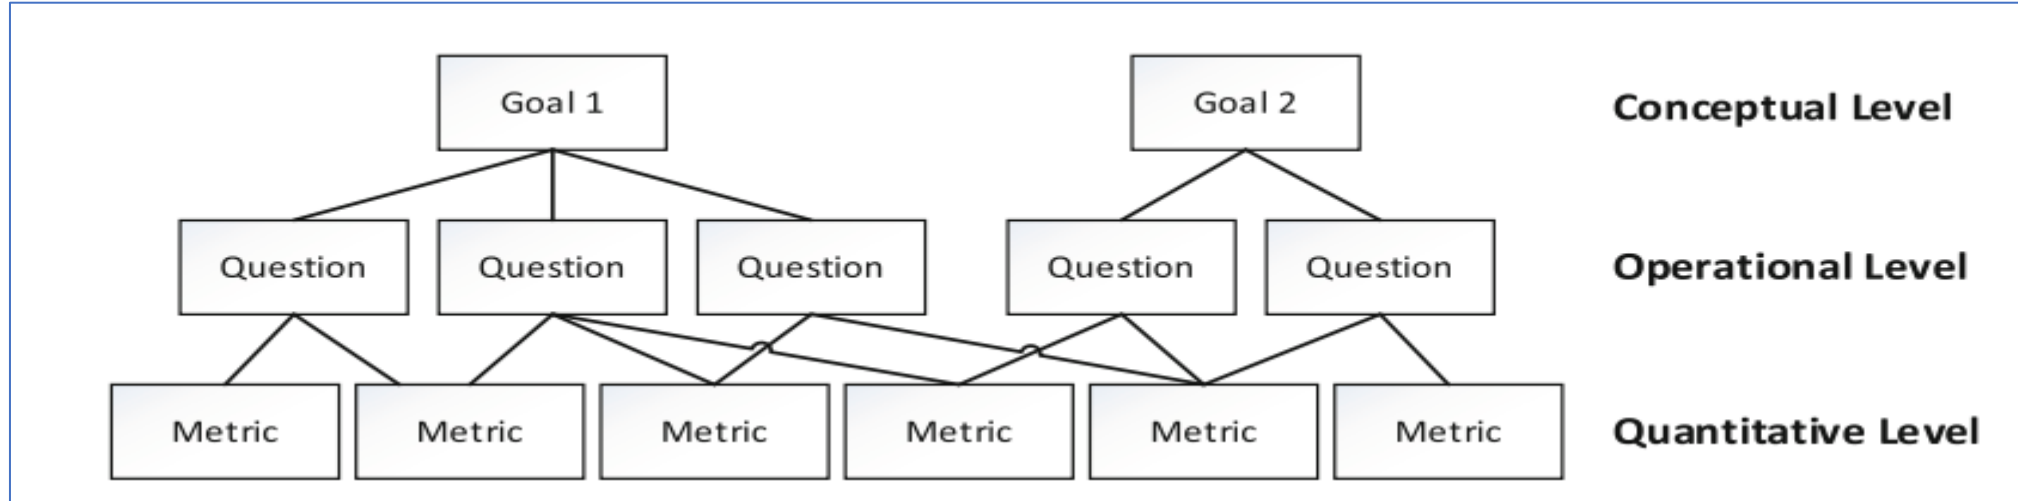 Goal 1
Goal 2
Conceptual Level
Question
Question
Question
Question
Question
Operational Level
Metric
Metric
Metric
Metric
Metric
Metric
Quantitative Level